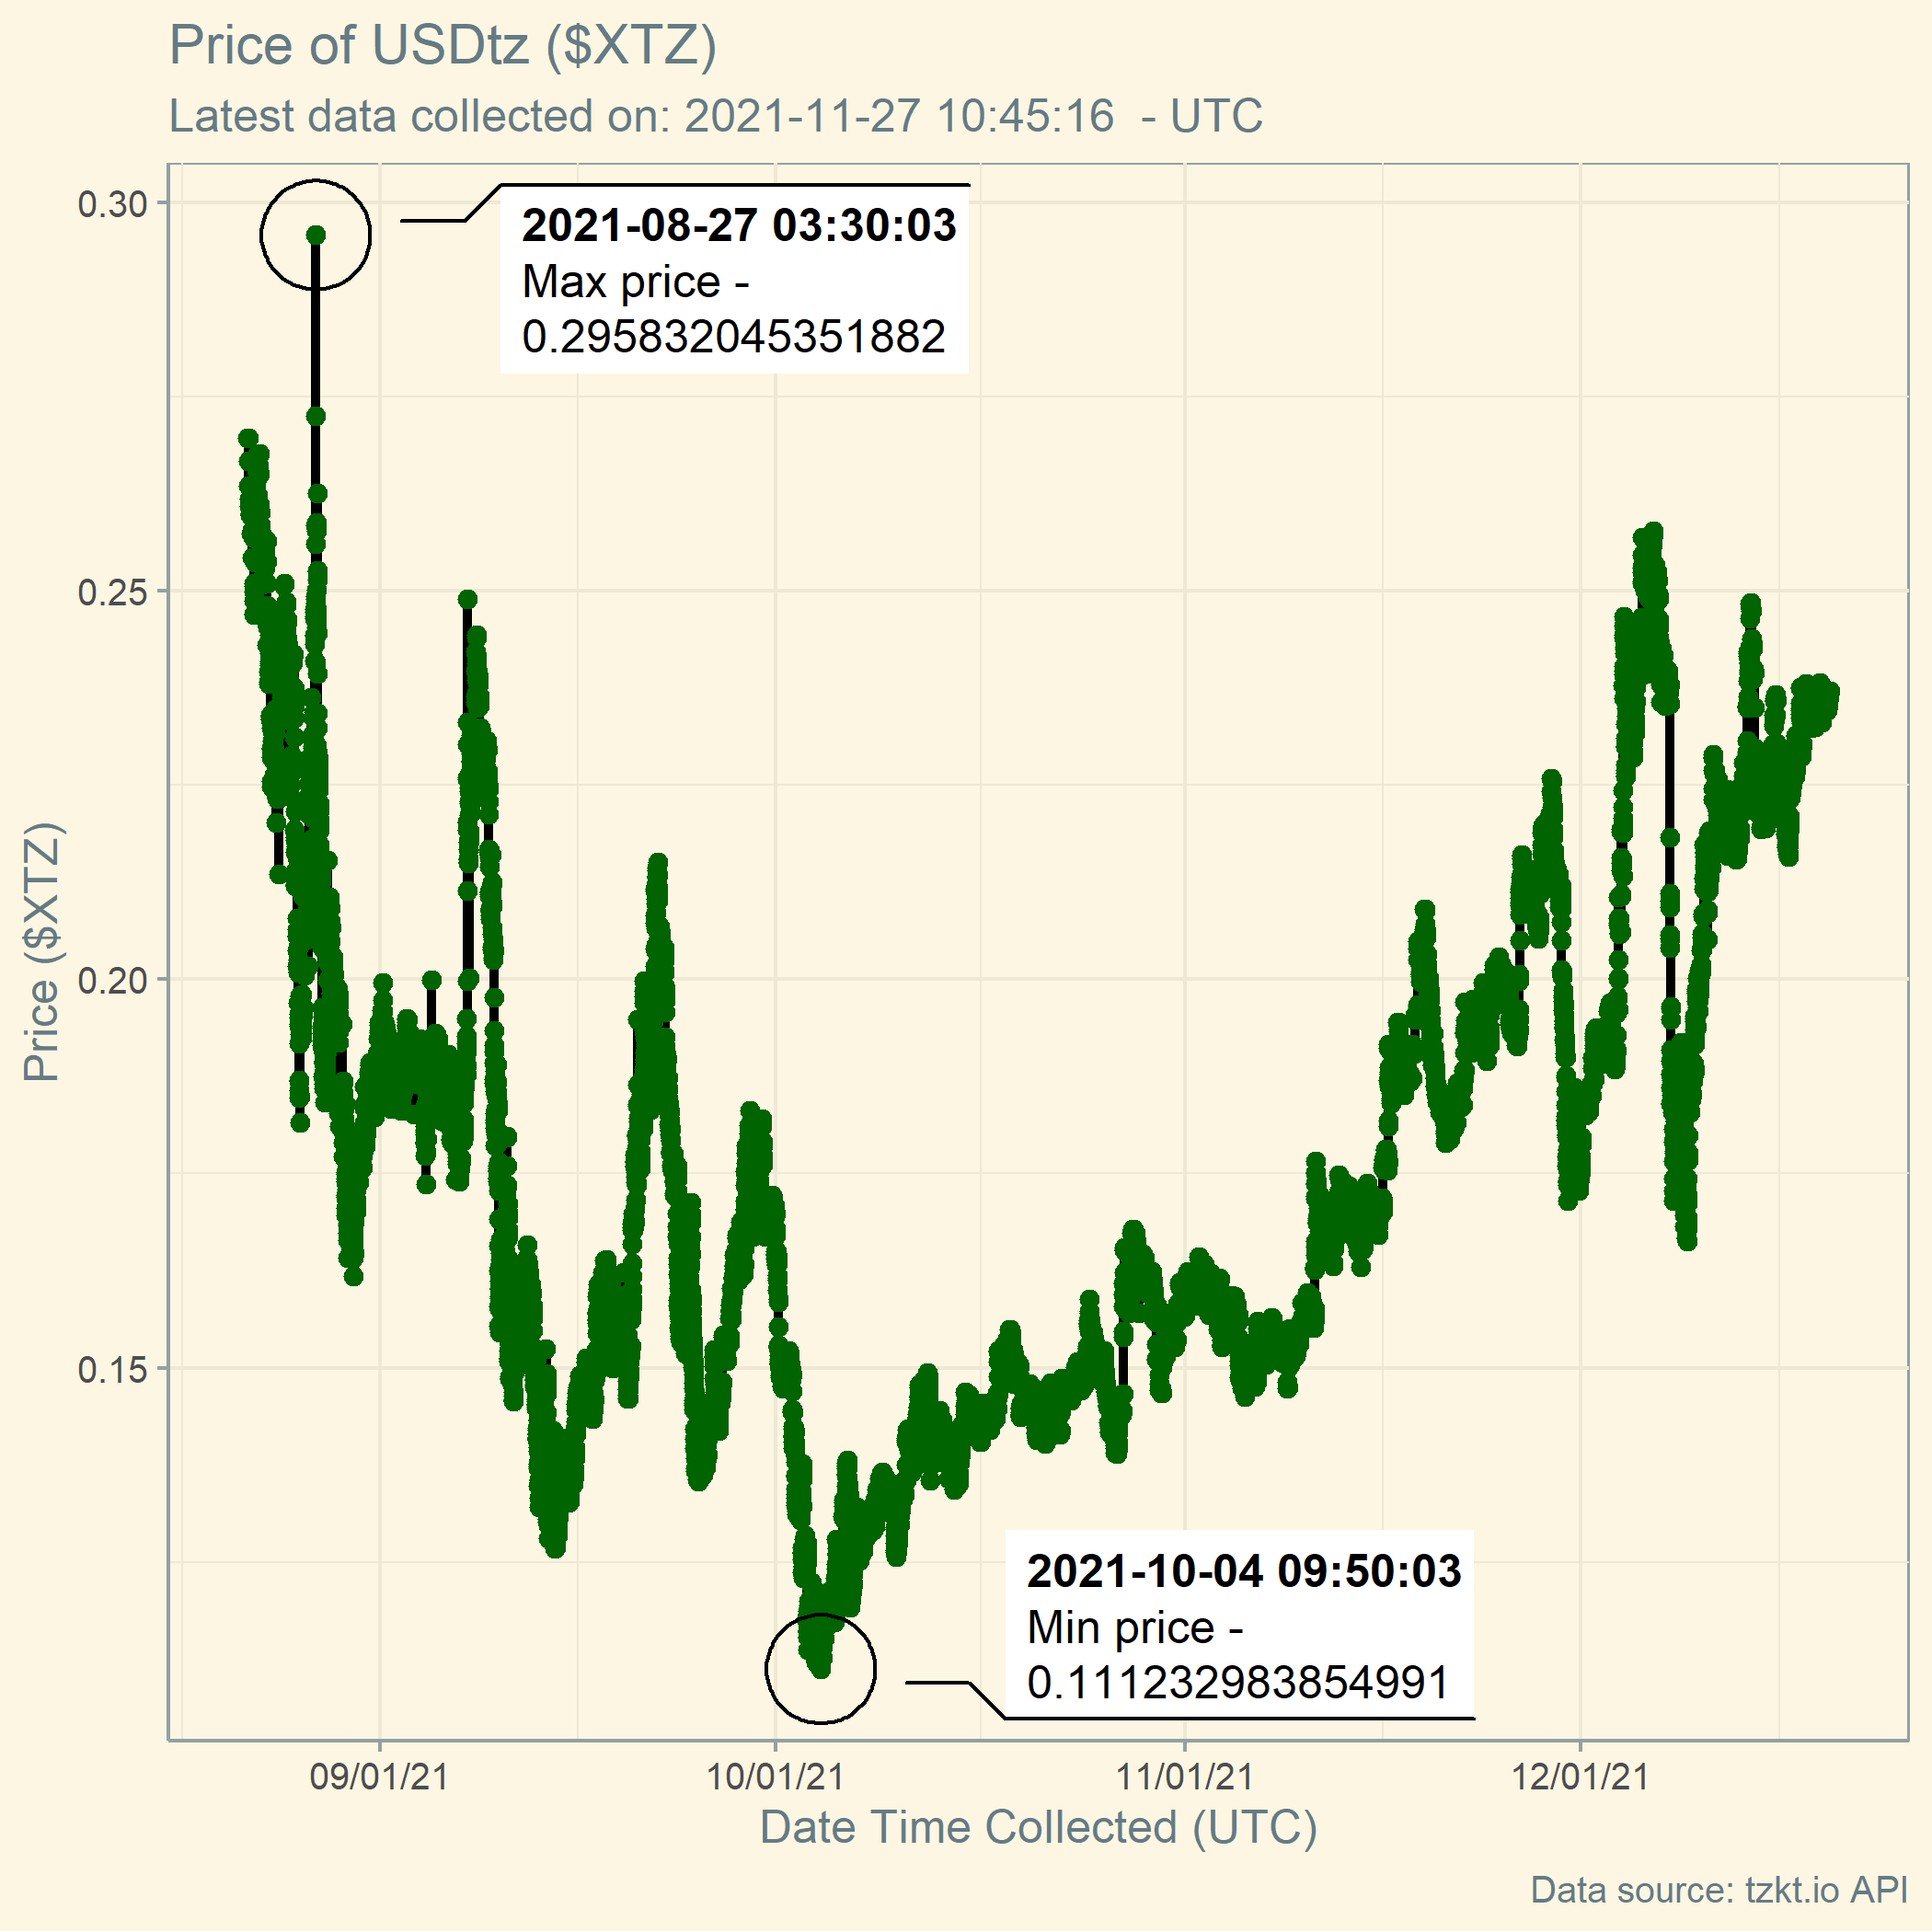 Price of USDtz ($XTZ)
Latest data collected on: 2021-11-27 10:45:16  - UTC
0.30
0.25
0.20
0.15
Price ($XTZ)
2021-08-27 03:30:03
Max price -
0.295832045351882
2021-10-04 09:50:03
Min price -
0.111232983854991
09/01/21
10/01/21
11/01/21
12/01/21
Date Time Collected (UTC)
Data source: tzkt.io API